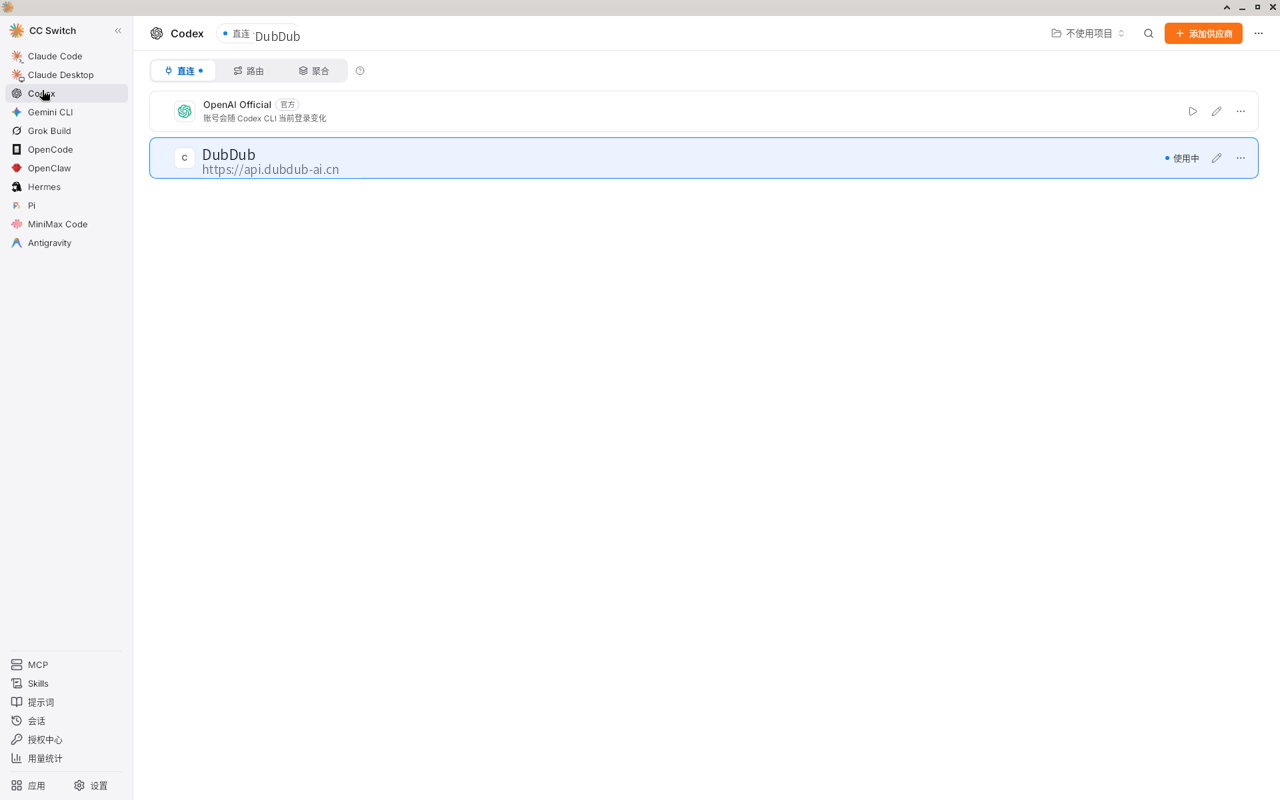 CC Switch
Claude Code
Claude Desktop
Codex
Gemini CLI
Grok Build
OpenCode
OpenClaw
Hermes
Pi
MiniMax Code
Antigravity
MCP
Skills
提示词
会话
授权中心
用量统计
应用
设置
Codex
直连 · DubDub
不使用项目
添加供应商
直连
路由
聚合
OpenAI Official 官方
账号会随 Codex CLI 当前登录变化
C
DubDub
https://api.dubdub-ai.cn
使用中